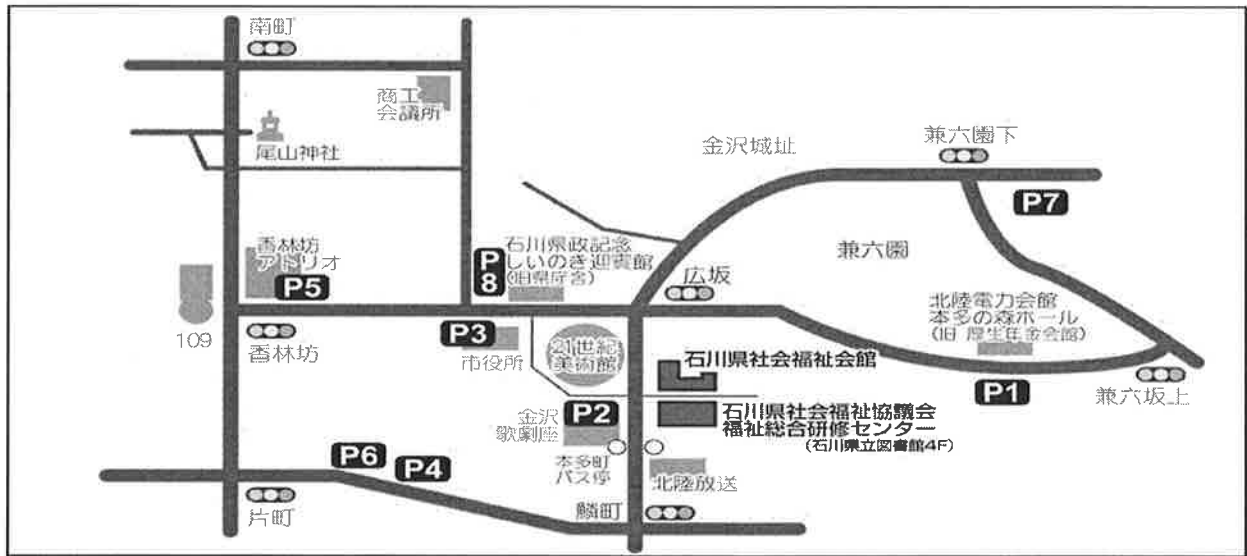 南町
商工
会議所
尾山神社
金沢城址
兼六園下
P7
香林坊
アトリオ
P5
P
8
石川県政記念
しいのき迎賓館
(旧県庁舎)
広坂
兼六園
北陸電力会館
本多の森ホール
(旧 厚生年金会館)
109
香林坊
P3
市役所
21世紀
美術館
石川県社会福祉会館
P1
兼六坂上
金沢
歌劇座
P2
石川県社会福祉協議会
福祉総合研修センター
(石川県立図書館4F)
P6
P4
本多町
バス停
北陸放送
片町
鱗町